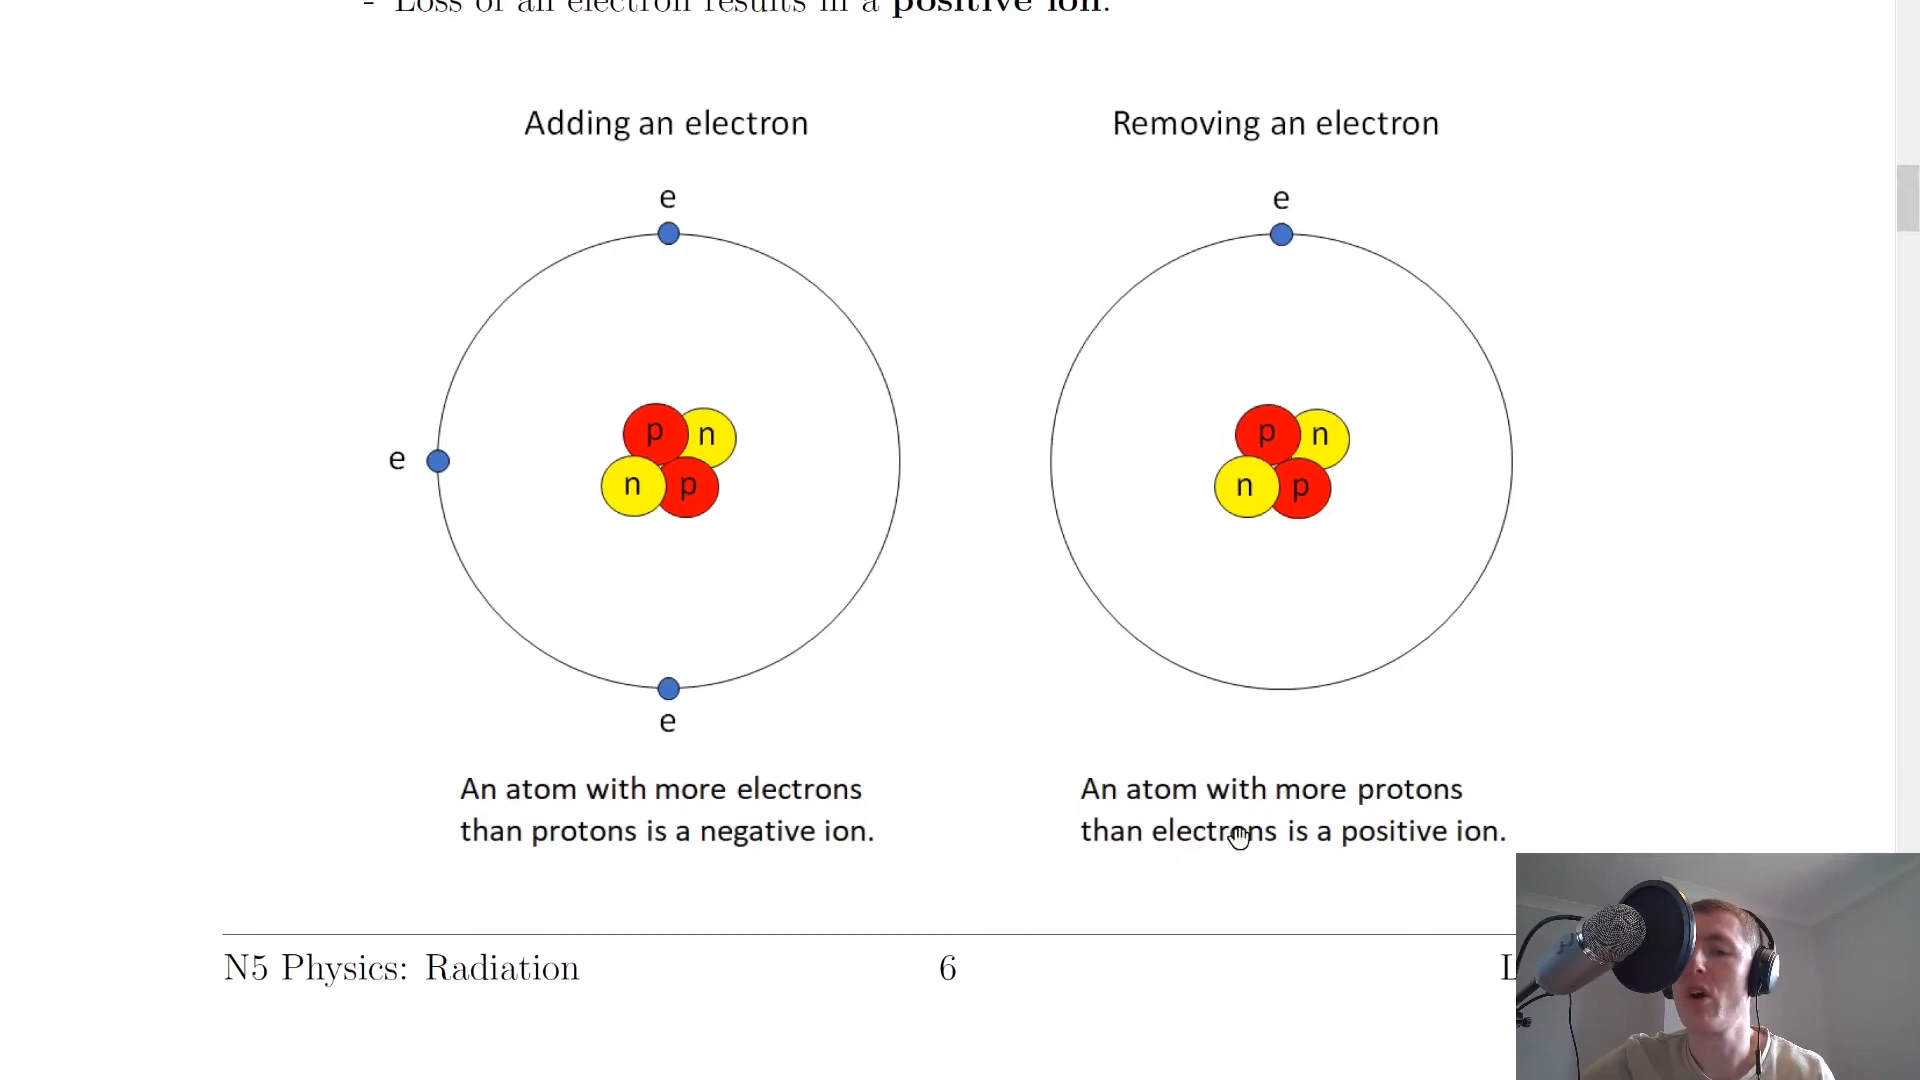 - Loss of an electron results in a positive ion.
Adding an electron
Removing an electron
e
e
e
e
e
p
n
n
p
p
n
n
p
An atom with more electrons
than protons is a negative ion.
An atom with more protons
than electrons is a positive ion.
N5 Physics: Radiation
6